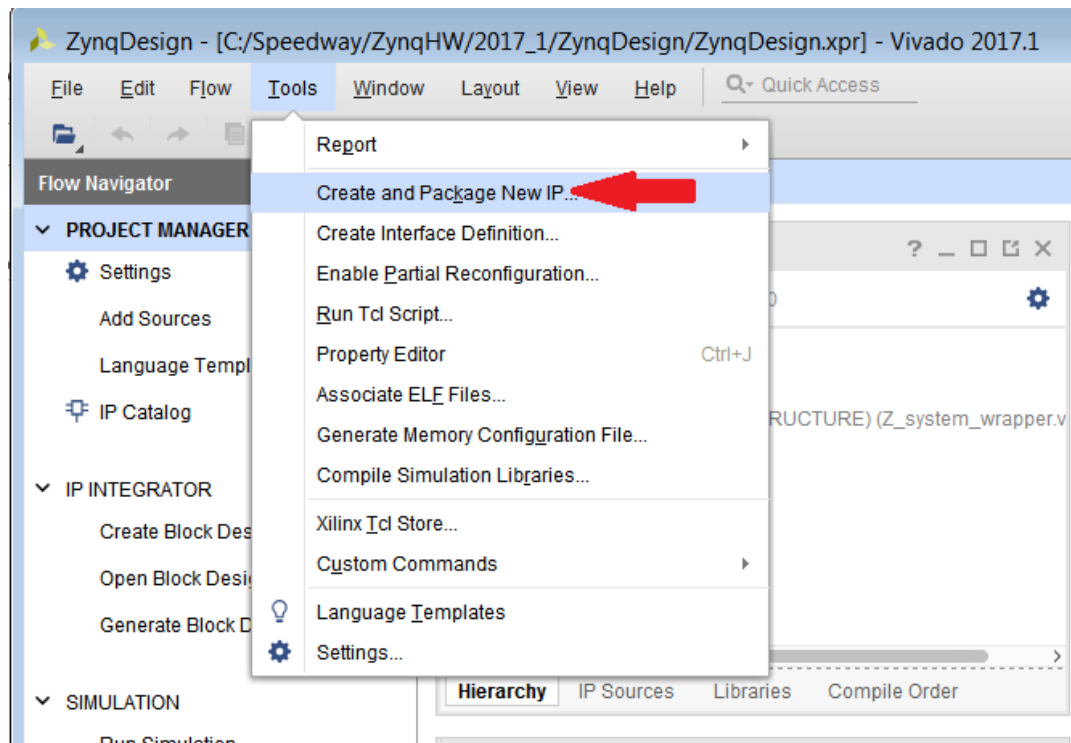 ZynqDesign - [C:/Speedway/ZynqHW/2017_1/ZynqDesign/ZynqDesign.xpr] - Vivado 2017.1
File Edit Flow Tools Window Layout View Help Quick Access
Report
Flow Navigator
Create and Package New IP...
PROJECT MANAGER
Create Interface Definition...
Settings
Enable Partial Reconfiguration...
Add Sources
Run Tcl Script...
Property Editor Ctrl+J
Language Templ
Associate ELF Files...
IP Catalog
RUCTURE) (Z_system_wrapper.v
Generate Memory Configuration File...
Compile Simulation Libraries...
IP INTEGRATOR
Xilinx Tcl Store...
Create Block Des
Custom Commands
Open Block Desi
Language Templates
Generate Block D
Settings...
Hierarchy IP Sources Libraries Compile Order
SIMULATION
Run Simulation